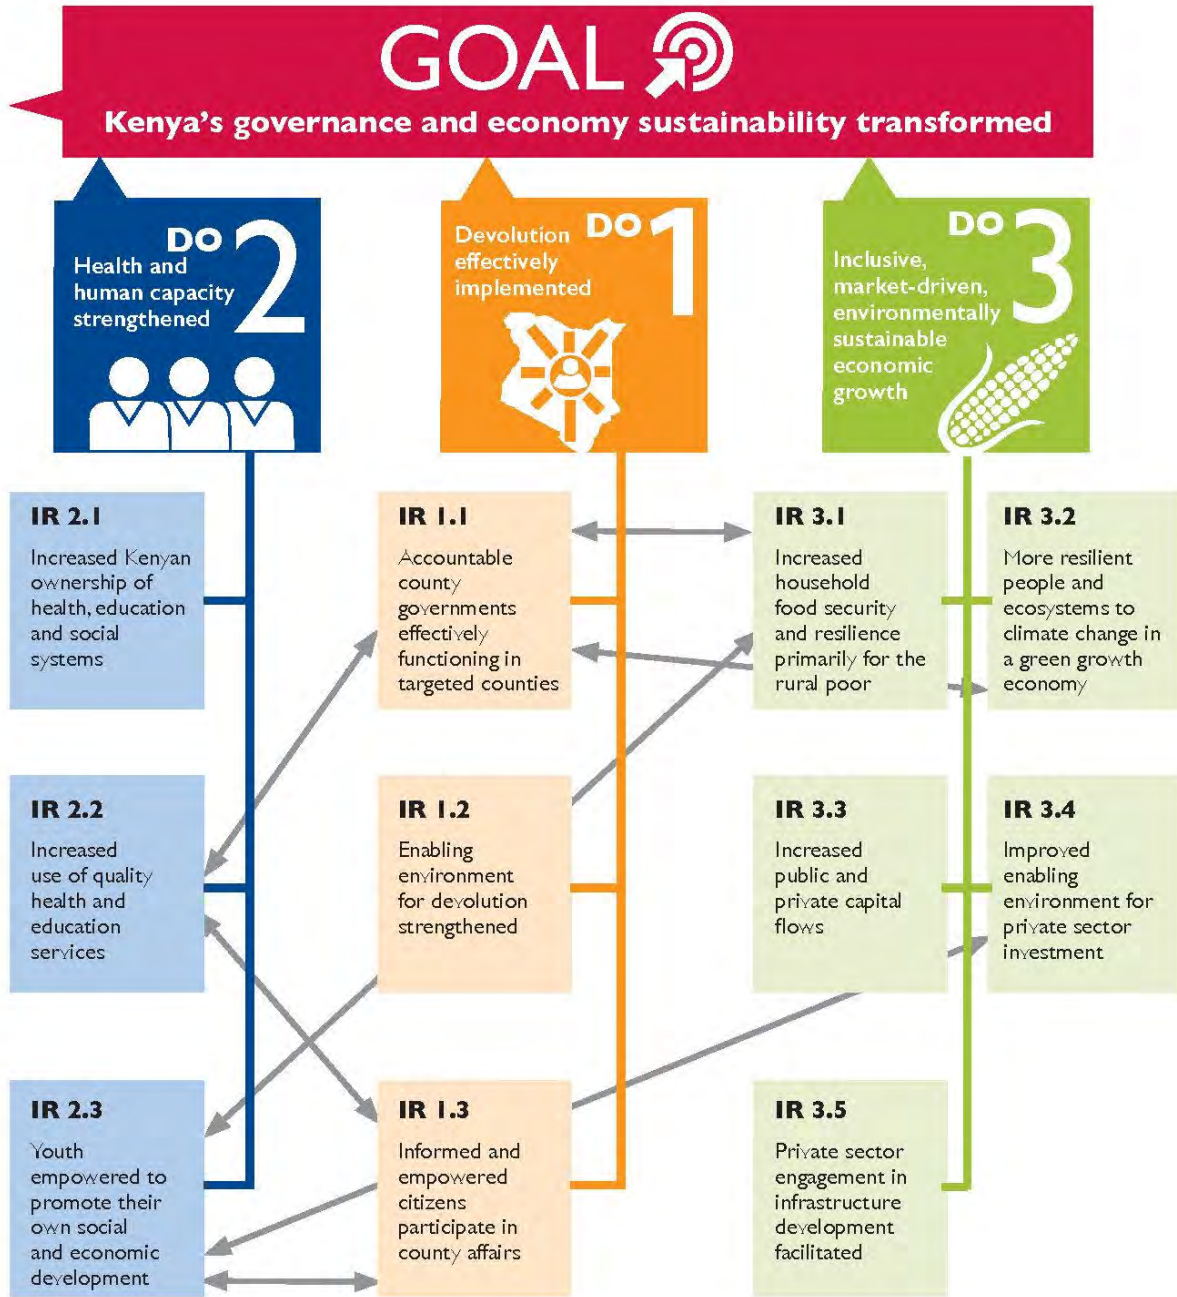 GOAL
Kenya's governance and economy sustainability transformed
DO 2
Health and
human capacity
strengthened
DO 1
Devolution
effectively
implemented
DO 3
Inclusive,
market-driven,
environmentally
sustainable
economic
growth
IR 2.1
Increased Kenyan
ownership of
health, education
and social
systems
IR 1.1
Accountable
county
governments
effectively
functioning in
targeted counties
IR 3.1
Increased
household
food security
and resilience
primarily for the
rural poor
IR 3.2
More resilient
people and
ecosystems to
climate change in
a green growth
economy
IR 2.2
Increased
use of quality
health and
education
services
IR 1.2
Enabling
environment
for devolution
strengthened
IR 3.3
Increased
public and
private capital
flows
IR 3.4
Improved
enabling
environment for
private sector
investment
IR 2.3
Youth
empowered to
promote their
own social
and economic
development
IR 1.3
Informed and
empowered
citizens
participate in
county affairs
IR 3.5
Private sector
engagement in
infrastructure
development
facilitated